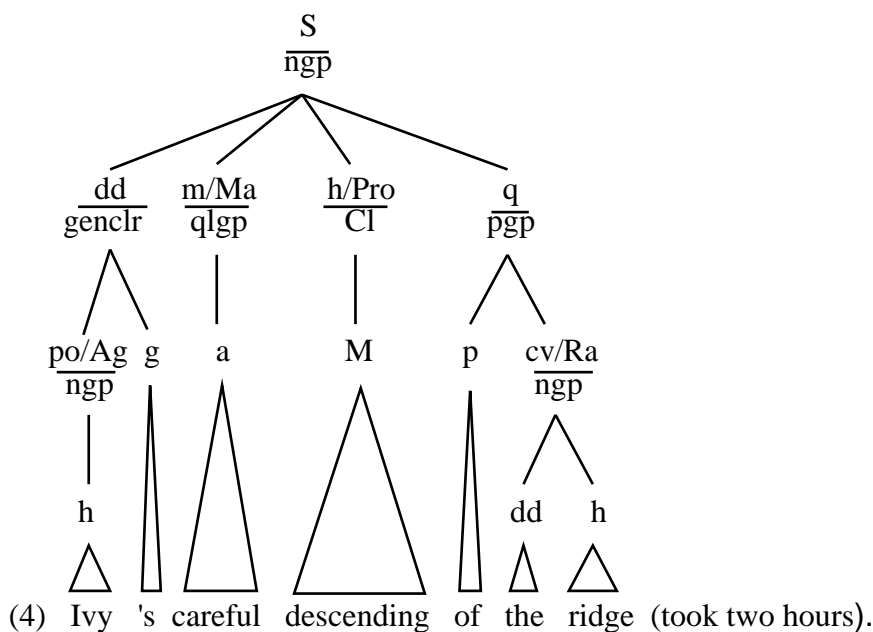 S
ngp
dd m/Ma h/Pro q
genclr qlgp Cl pgp
po/Ag g a M p cv/Ra
ngp ngp
h dd h
(4) Ivy 's careful descending of the ridge (took two hours).